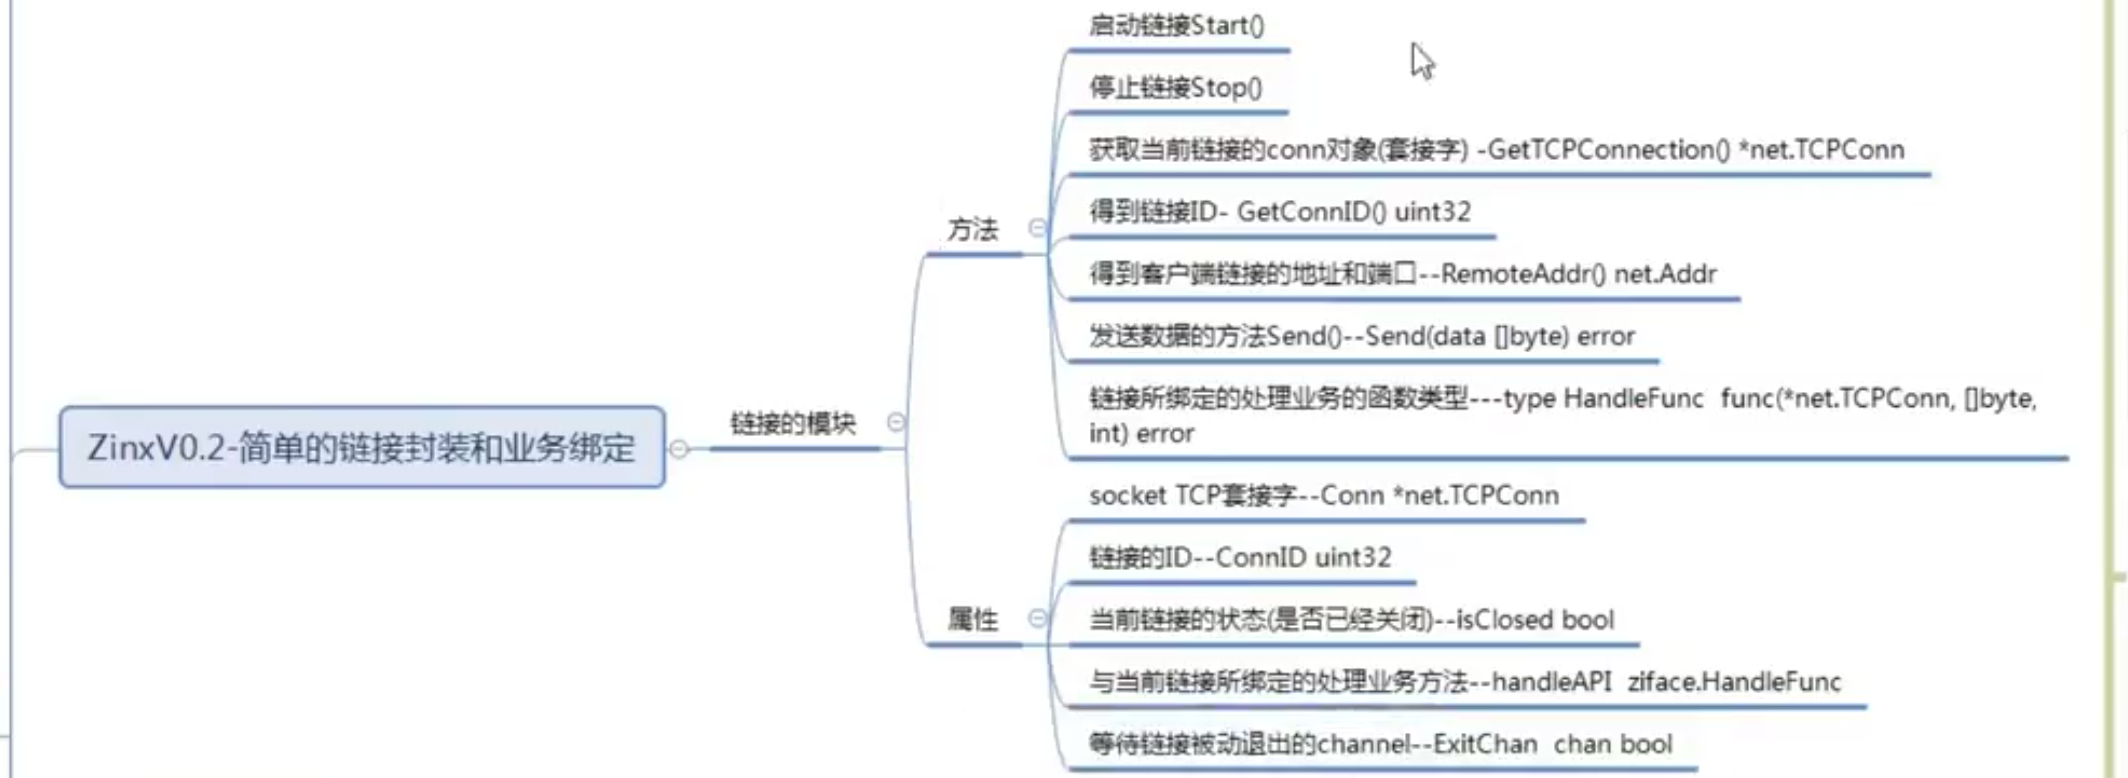 启动链接Start()
停止链接Stop()
获取当前链接的conn对象(套接字) -GetTCPConnection() *net.TCPConn
得到链接ID- GetConnID() uint32
方法
得到客户端链接的地址和端口--RemoteAddr() net.Addr
发送数据的方法Send()--Send(data []byte) error
链接所绑定的处理业务的函数类型---type HandleFunc  func(*net.TCPConn, []byte,
int) error
链接的模块
ZinxV0.2-简单的链接封装和业务绑定
socket TCP套接字--Conn *net.TCPConn
链接的ID--ConnID uint32
属性
当前链接的状态(是否已经关闭)--isClosed bool
与当前链接所绑定的处理业务方法--handleAPI  ziface.HandleFunc
等待链接被动退出的channel--ExitChan  chan bool